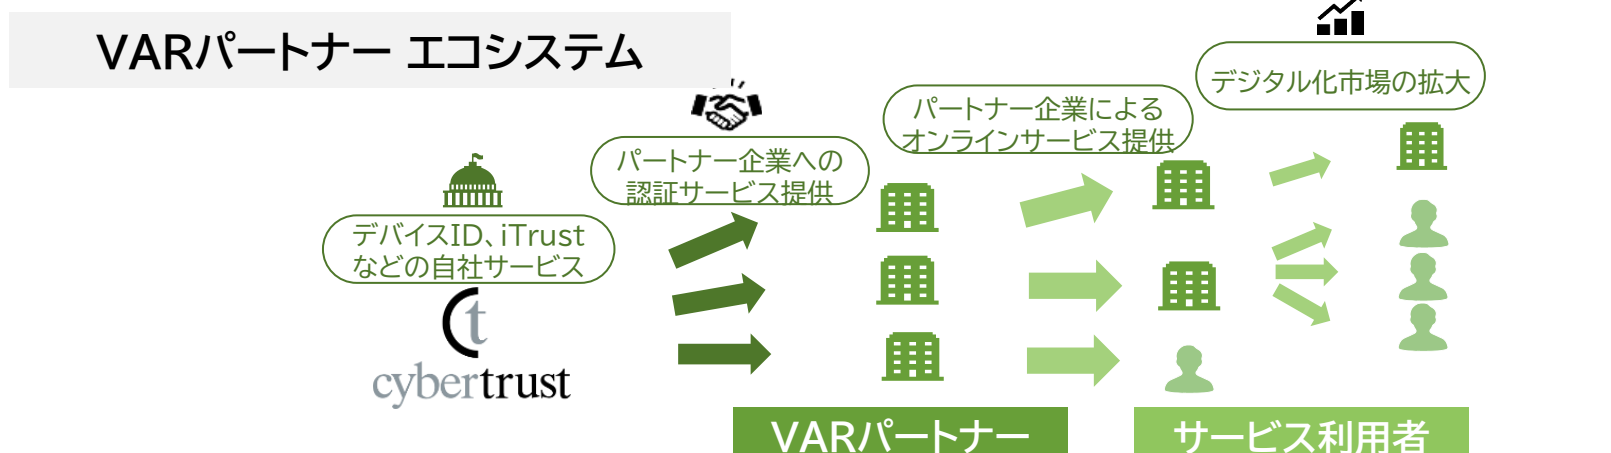 VARパートナー エコシステム
デジタル化市場の拡大
パートナー企業による
オンラインサービス提供
パートナー企業への
認証サービス提供
デバイスID、iTrust
などの自社サービス
cybertrust
VARパートナー
サービス利用者